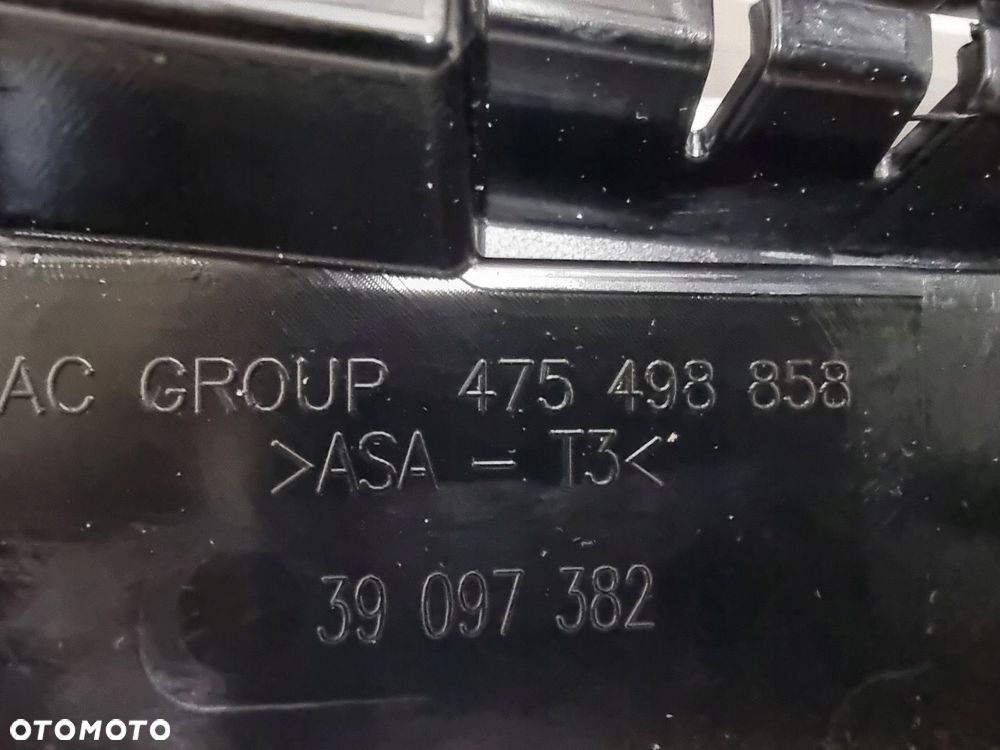 AC GROUP 475 498 858
>ASA - T3<
39 097 382
OTOMOTO